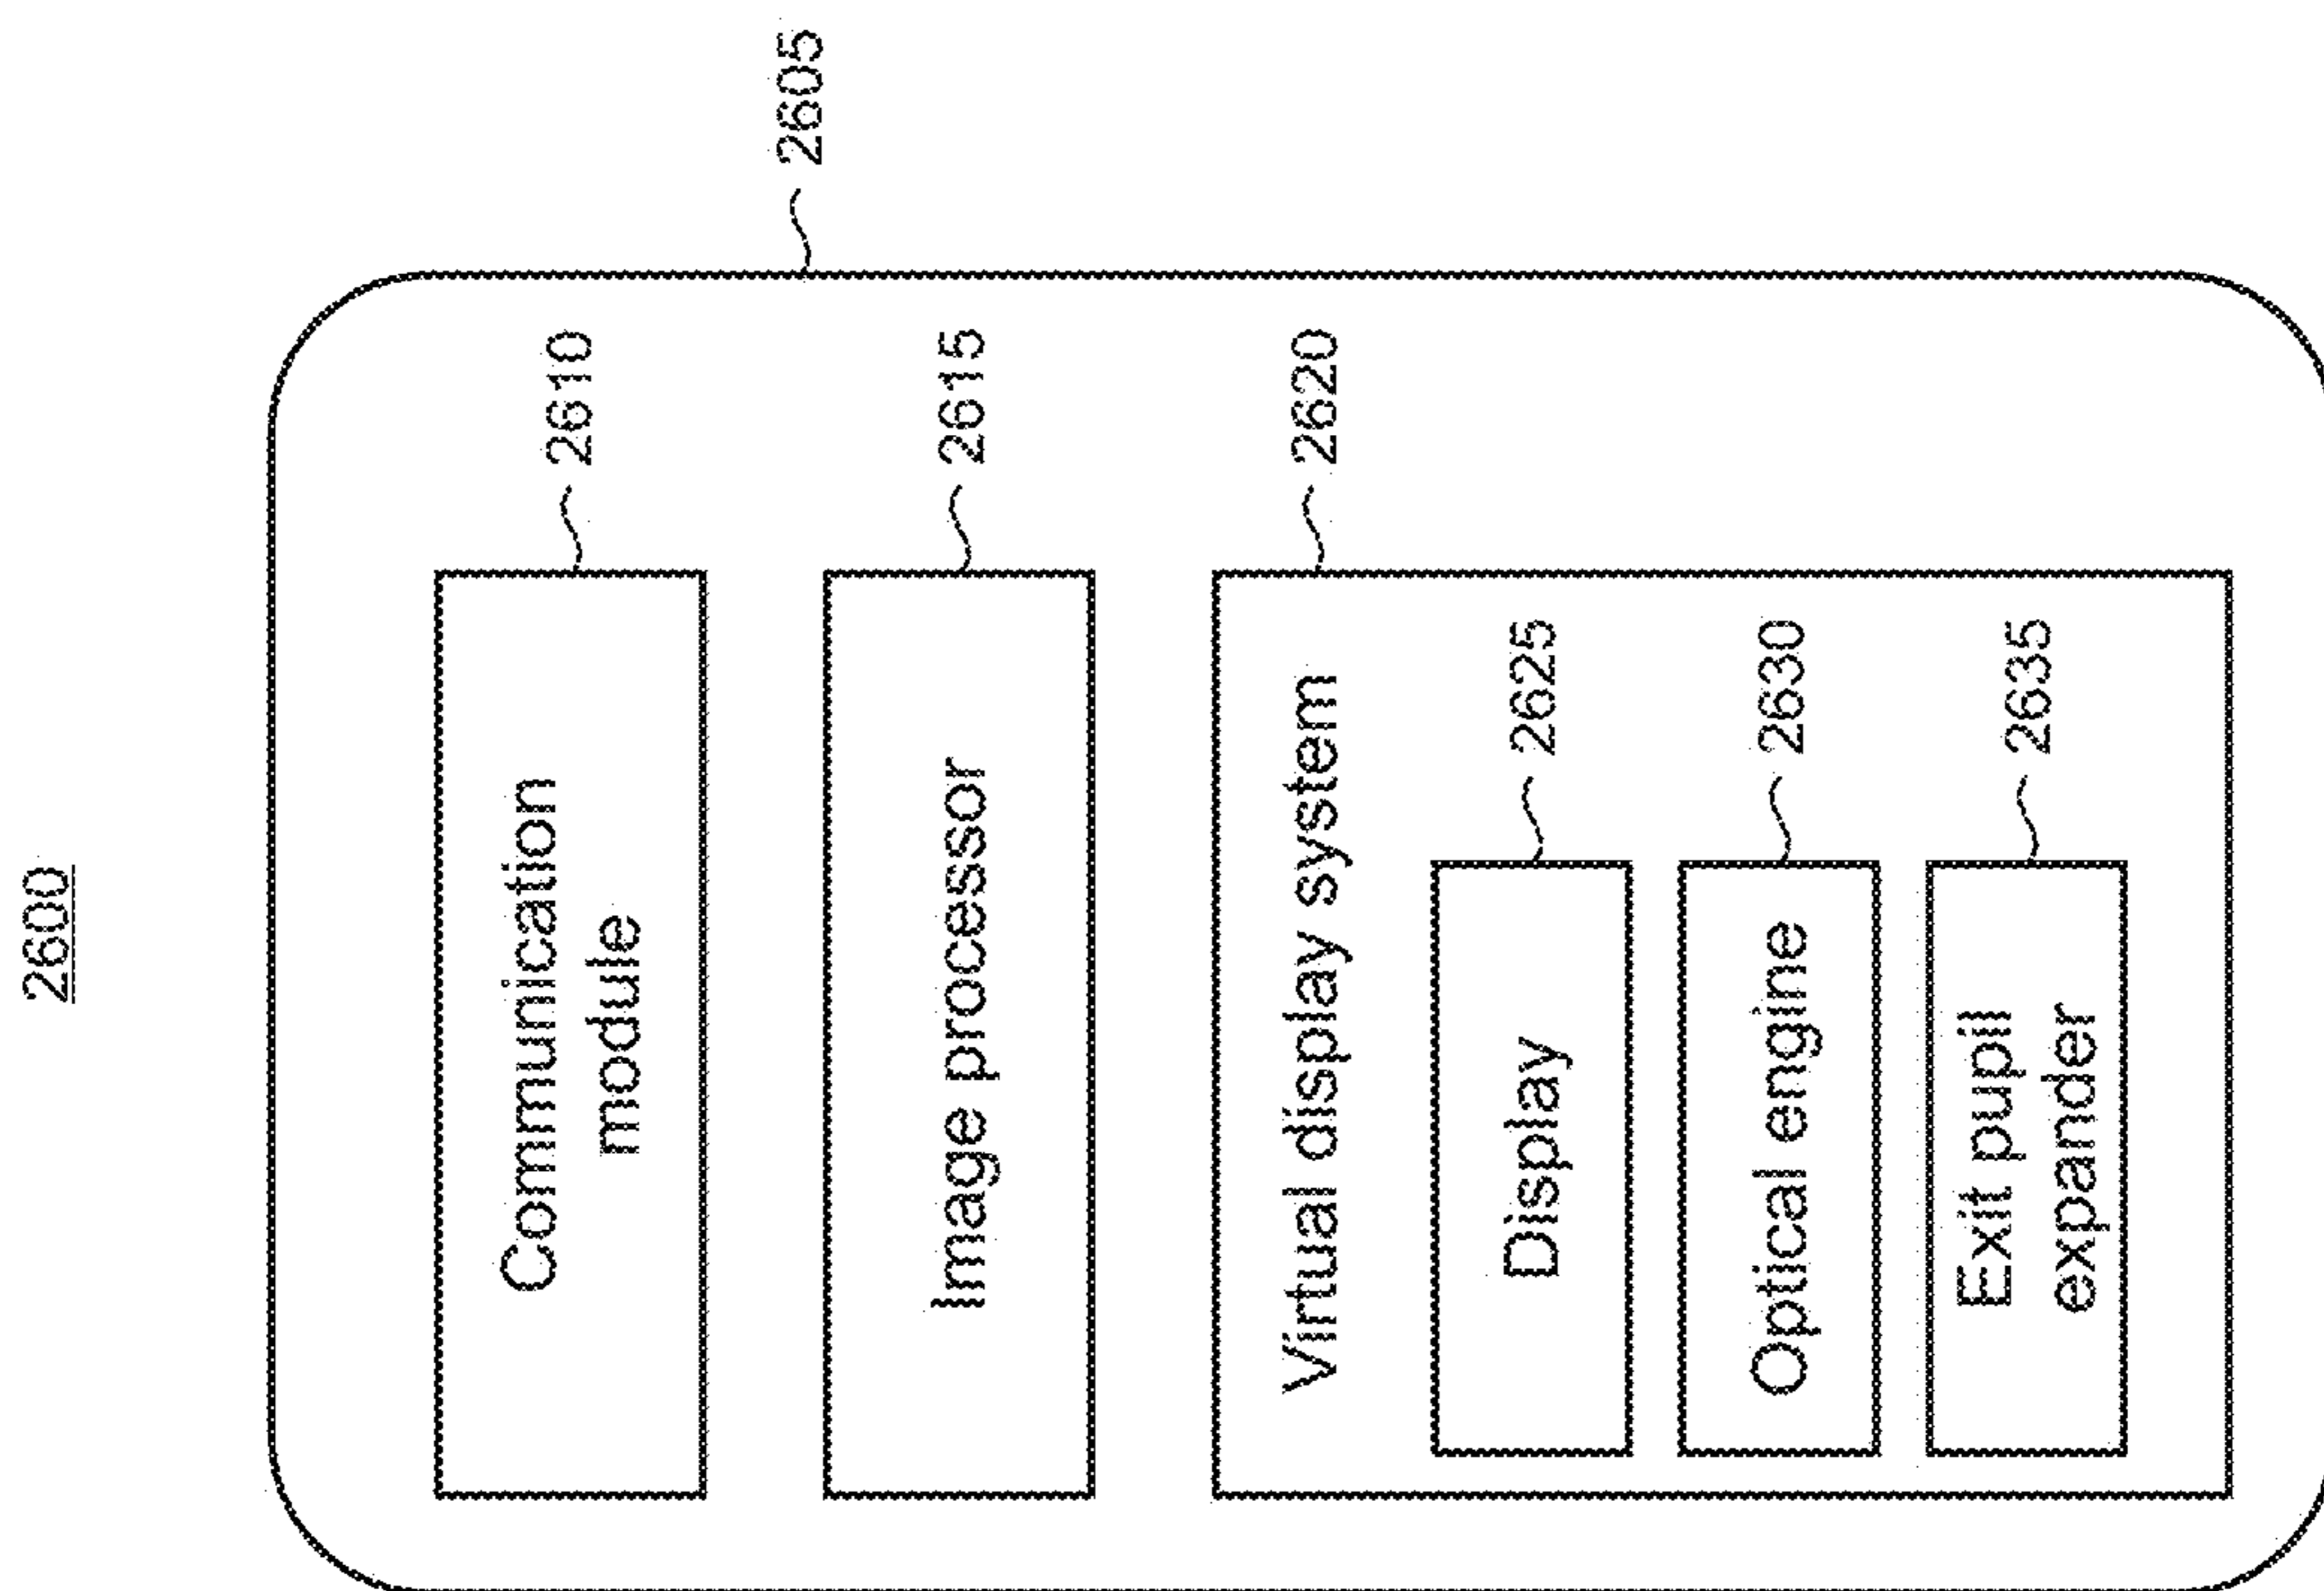 2600
2605
Communication
module
2610
Image processor
2615
Virtual display system
2620
Display
2625
Optical engine
2630
Exit pupil
expander
2635